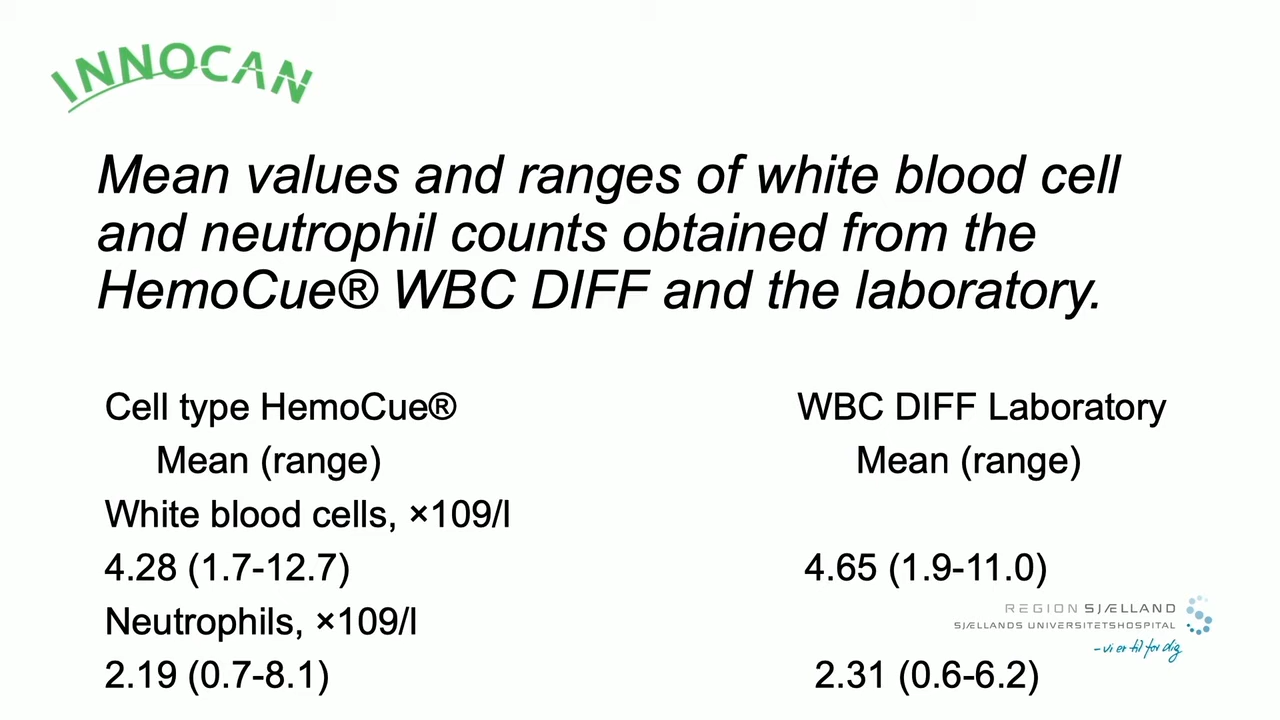 INNOCAN
Mean values and ranges of white blood cell
and neutrophil counts obtained from the
HemoCue® WBC DIFF and the laboratory.
Cell type HemoCue® WBC DIFF Laboratory
Mean (range) Mean (range)
White blood cells, ×109/l
4.28 (1.7-12.7) 4.65 (1.9-11.0)
Neutrophils, ×109/l
2.19 (0.7-8.1) 2.31 (0.6-6.2)
REGION SJÆLLAND
SJÆLLANDS UNIVERSITETSHOSPITAL
- vi er til for dig